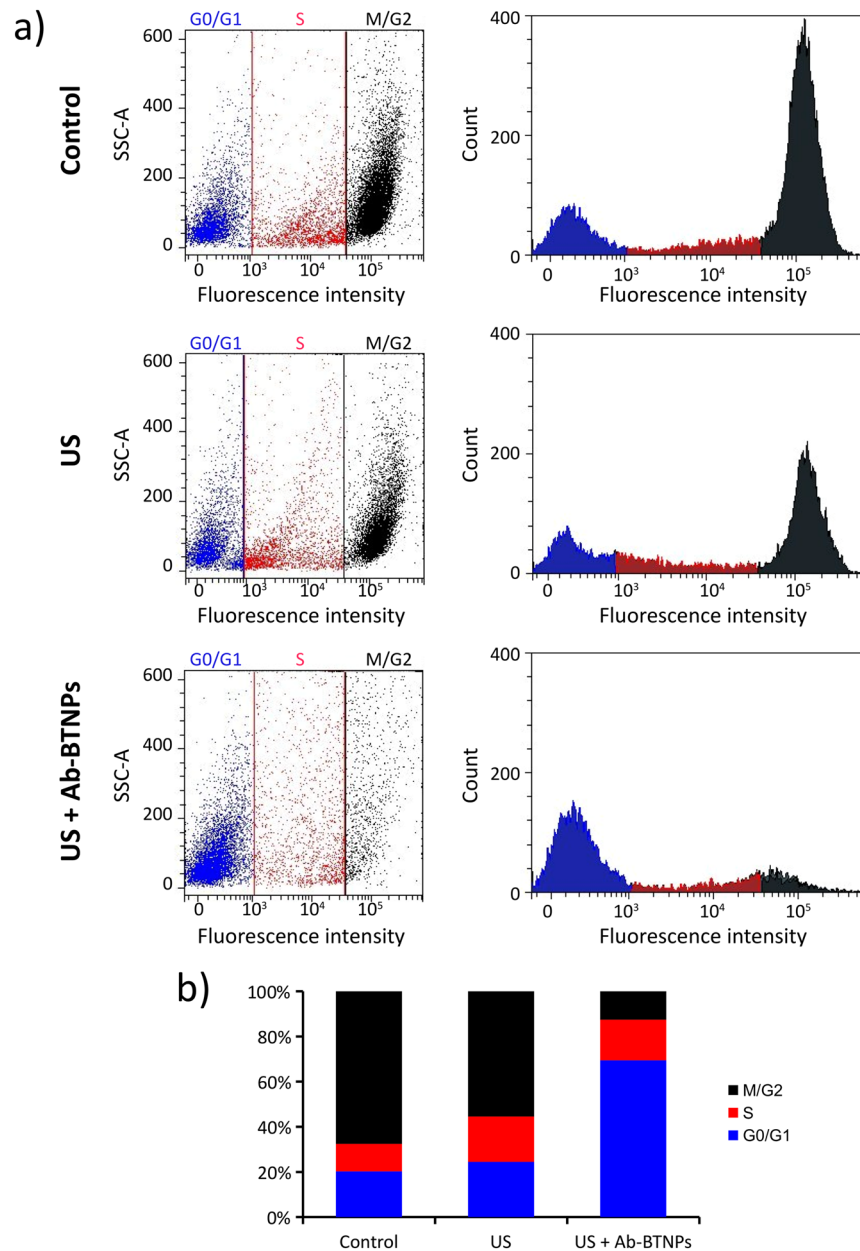 a)
Control
G0/G1 S M/G2
600
400
200
0
SSC-A
0 10³ 10⁴ 10⁵
Fluorescence intensity
400
200
0
Count
0 10³ 10⁴ 10⁵
Fluorescence intensity
US
G0/G1 S M/G2
600
400
200
0
SSC-A
0 10³ 10⁴ 10⁵
Fluorescence intensity
400
200
0
Count
0 10³ 10⁴ 10⁵
Fluorescence intensity
US + Ab-BTNPs
G0/G1 S M/G2
600
400
200
0
SSC-A
0 10³ 10⁴ 10⁵
Fluorescence intensity
400
200
0
Count
0 10³ 10⁴ 10⁵
Fluorescence intensity
b)
100%
80%
60%
40%
20%
0%
Control US US + Ab-BTNPs
M/G2
S
G0/G1